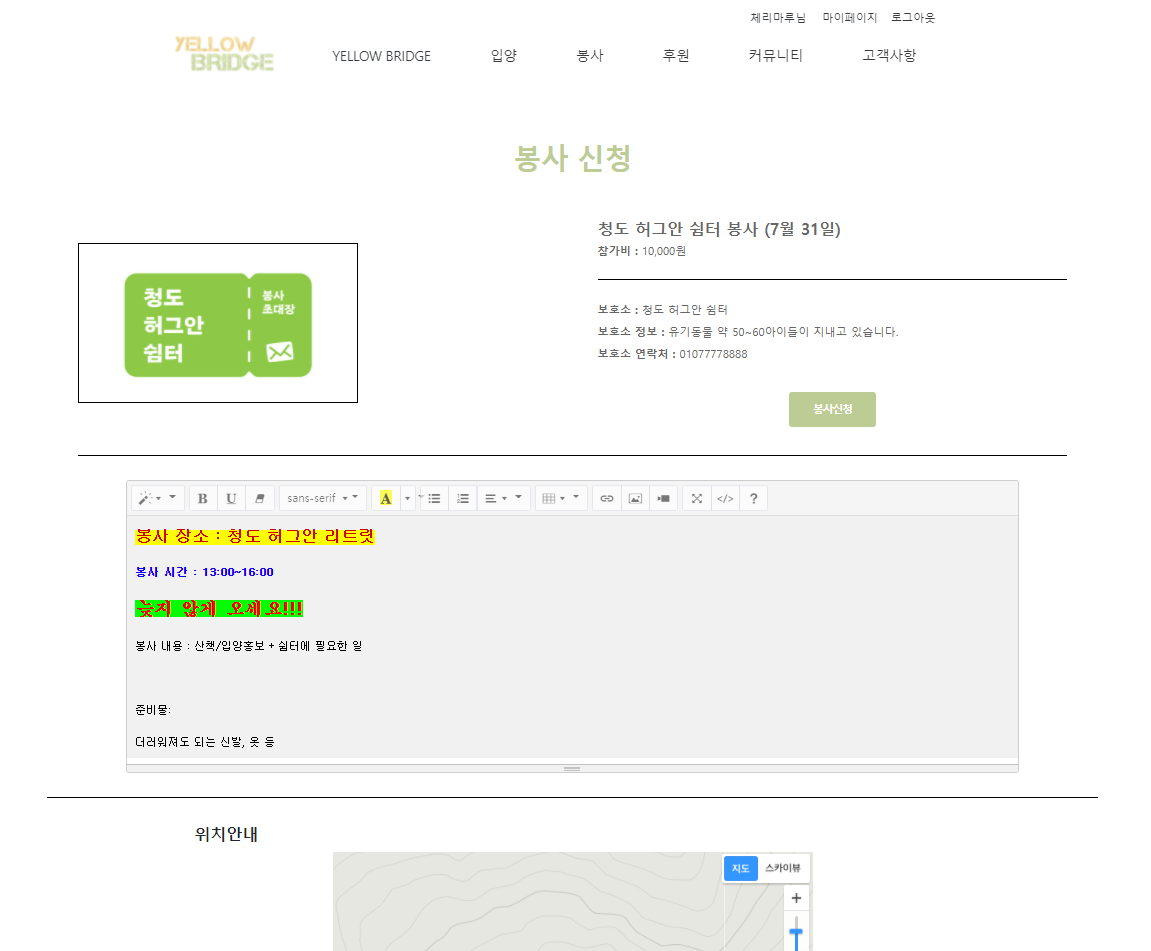 체리마루님 마이페이지 로그아웃
YELLOW BRIDGE
YELLOW BRIDGE 입양 봉사 후원 커뮤니티 고객사항
봉사 신청
청도 허그안 쉼터 봉사 (7월 31일)
참가비 : 10,000원
청도
허그안
쉼터
봉사
초대장
보호소 : 청도 허그안 쉼터
보호소 정보 : 유기동물 약 50~60아이들이 지내고 있습니다.
보호소 연락처 : 01077778888
봉사신청
B U sans-serif A </> ?
봉사 장소 : 청도 허그안 리트릿
봉사 시간 : 13:00~16:00
늦지 않게 오세요!!!
봉사 내용 : 산책/입양홍보 + 쉼터에 필요한 일
준비물:
더러워져도 되는 신발, 옷 등
위치안내
지도 스카이뷰
+